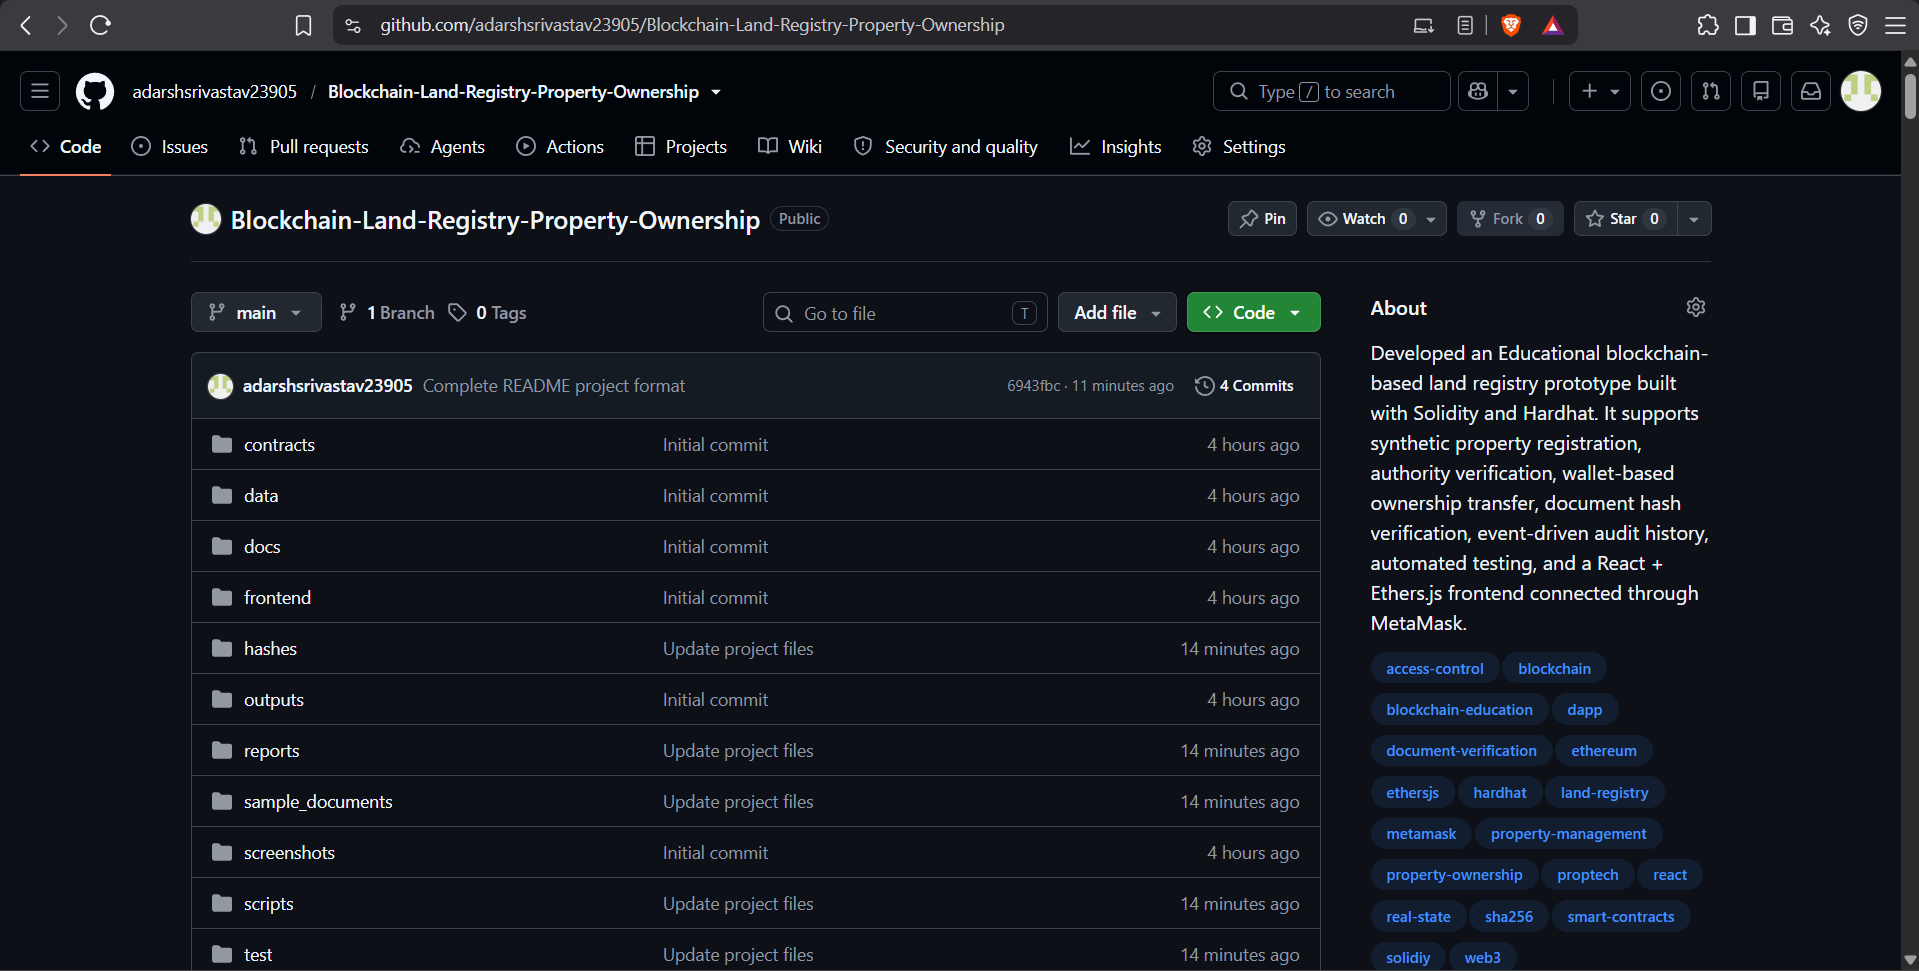 github.com/adarshsrivastav23905/Blockchain-Land-Registry-Property-Ownership
adarshsrivastav23905 / Blockchain-Land-Registry-Property-Ownership
Type / to search
Code Issues Pull requests Agents Actions Projects Wiki Security and quality Insights Settings
Blockchain-Land-Registry-Property-Ownership Public
Pin Watch 0 Fork 0 Star 0
main 1 Branch 0 Tags
Go to file T Add file Code
adarshsrivastav23905 Complete README project format 6943fbc · 11 minutes ago 4 Commits
contracts Initial commit 4 hours ago
data Initial commit 4 hours ago
docs Initial commit 4 hours ago
frontend Initial commit 4 hours ago
hashes Update project files 14 minutes ago
outputs Initial commit 4 hours ago
reports Update project files 14 minutes ago
sample_documents Update project files 14 minutes ago
screenshots Initial commit 4 hours ago
scripts Update project files 14 minutes ago
test Update project files 14 minutes ago
About
Developed an Educational blockchain-
based land registry prototype built
with Solidity and Hardhat. It supports
synthetic property registration,
authority verification, wallet-based
ownership transfer, document hash
verification, event-driven audit history,
automated testing, and a React +
Ethers.js frontend connected through
MetaMask.
access-control blockchain
blockchain-education dapp
document-verification ethereum
ethersjs hardhat land-registry
metamask property-management
property-ownership proptech react
real-state sha256 smart-contracts
solidiy web3